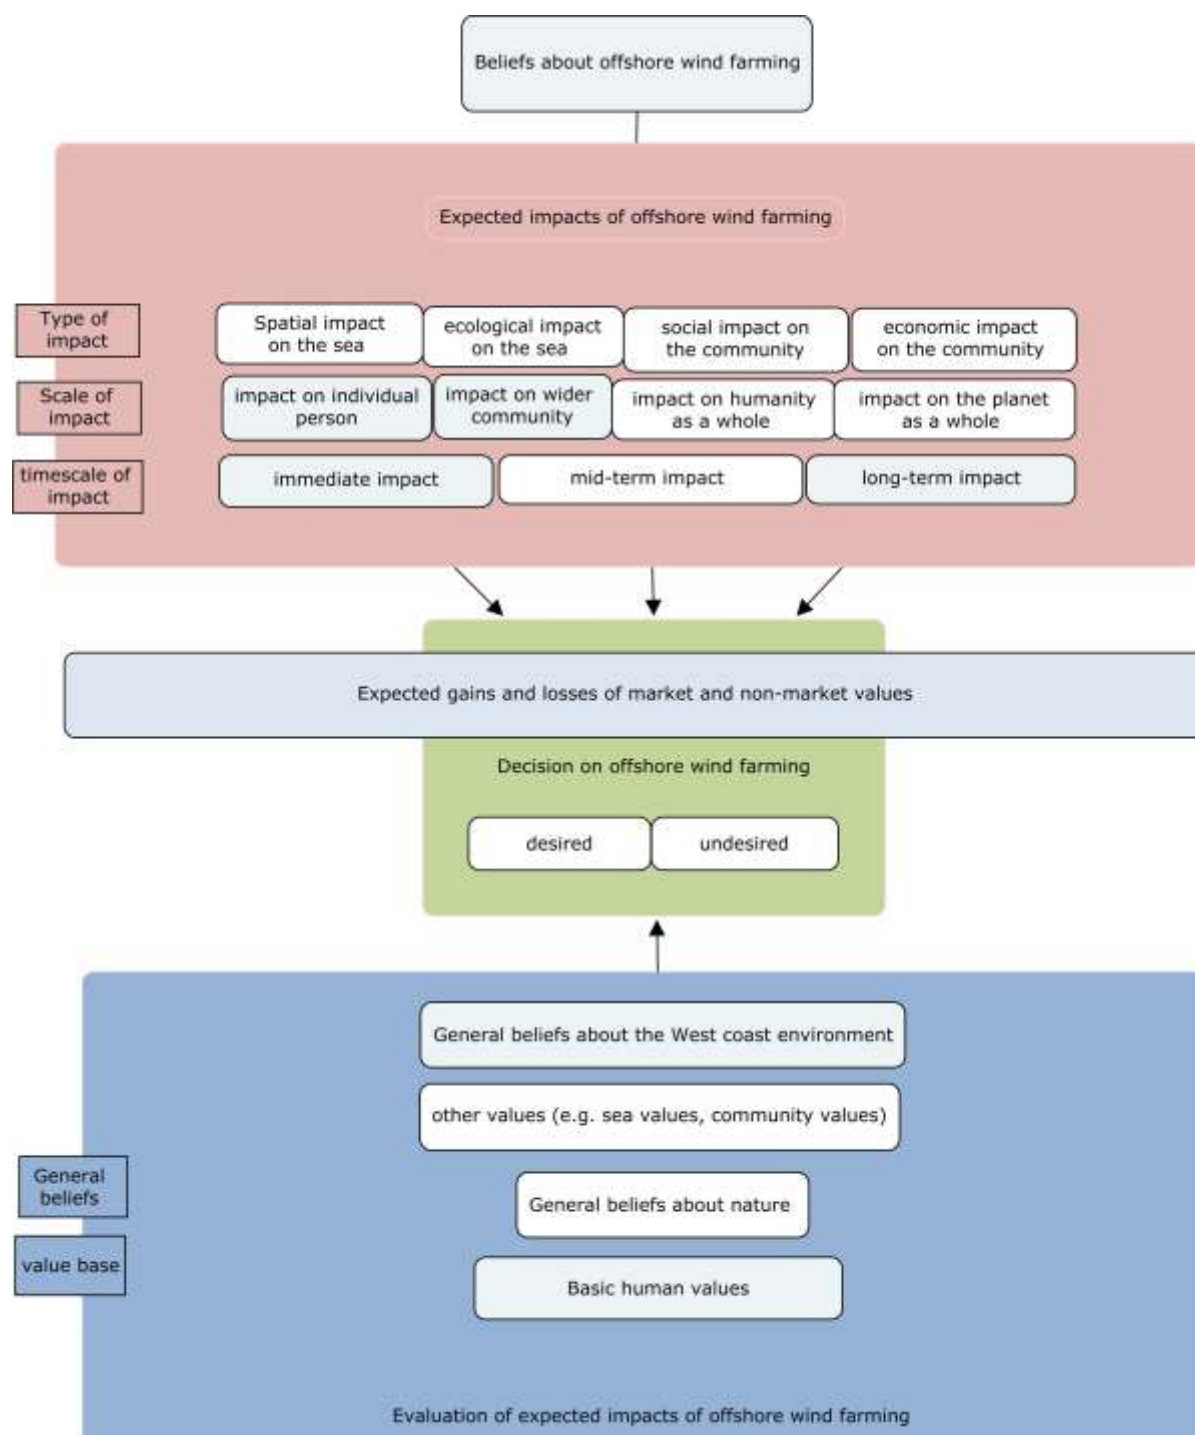 Beliefs about offshore wind farming
Expected impacts of offshore wind farming
Type of
impact
Spatial impact
on the sea
ecological impact
on the sea
social impact on
the community
economic impact
on the community
Scale of
impact
impact on individual
person
impact on wider
community
impact on humanity
as a whole
impact on the planet
as a whole
timescale of
impact
immediate impact
mid-term impact
long-term impact
Expected gains and losses of market and non-market values
Decision on offshore wind farming
desired
undesired
General beliefs about the West coast environment
other values (e.g. sea values, community values)
General
beliefs
General beliefs about nature
value base
Basic human values
Evaluation of expected impacts of offshore wind farming